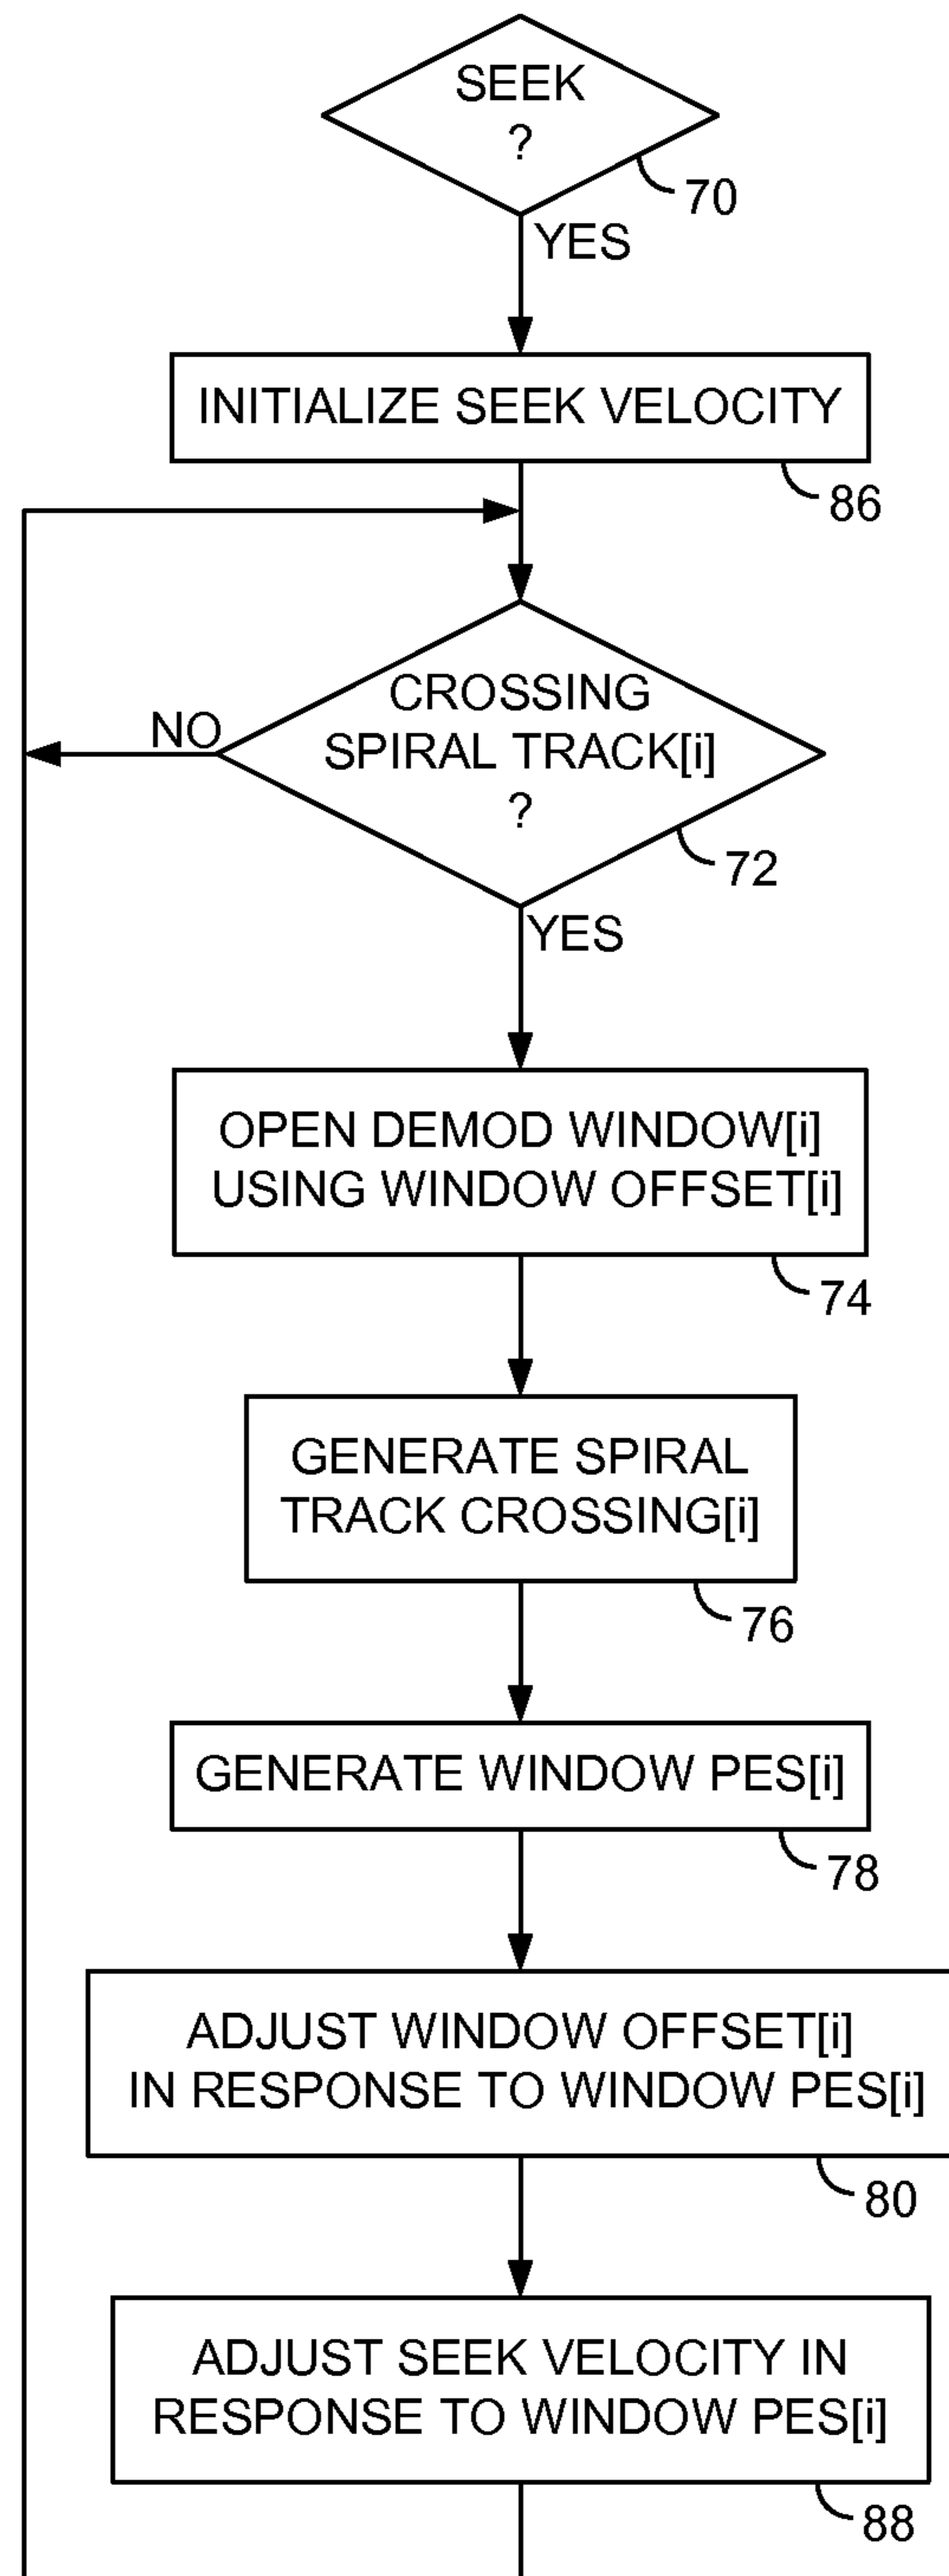 SEEK
?
70
YES
INITIALIZE SEEK VELOCITY
86
CROSSING
SPIRAL TRACK[i]
?
NO
72
YES
OPEN DEMOD WINDOW[i]
USING WINDOW OFFSET[i]
74
GENERATE SPIRAL
TRACK CROSSING[i]
76
GENERATE WINDOW PES[i]
78
ADJUST WINDOW OFFSET[i]
IN RESPONSE TO WINDOW PES[i]
80
ADJUST SEEK VELOCITY IN
RESPONSE TO WINDOW PES[i]
88